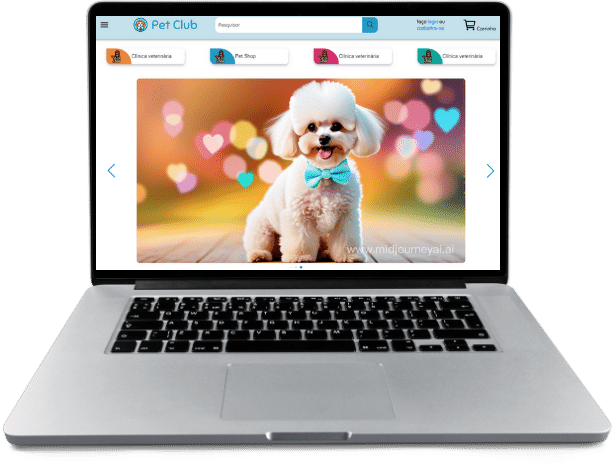 Pet Club
Pesquisar
faça login ou
cadastre-se
Carrinho
Clínica veterinária
Pet Shop
Clínica veterinária
Clínica veterinária
www.midjourneyai.ai